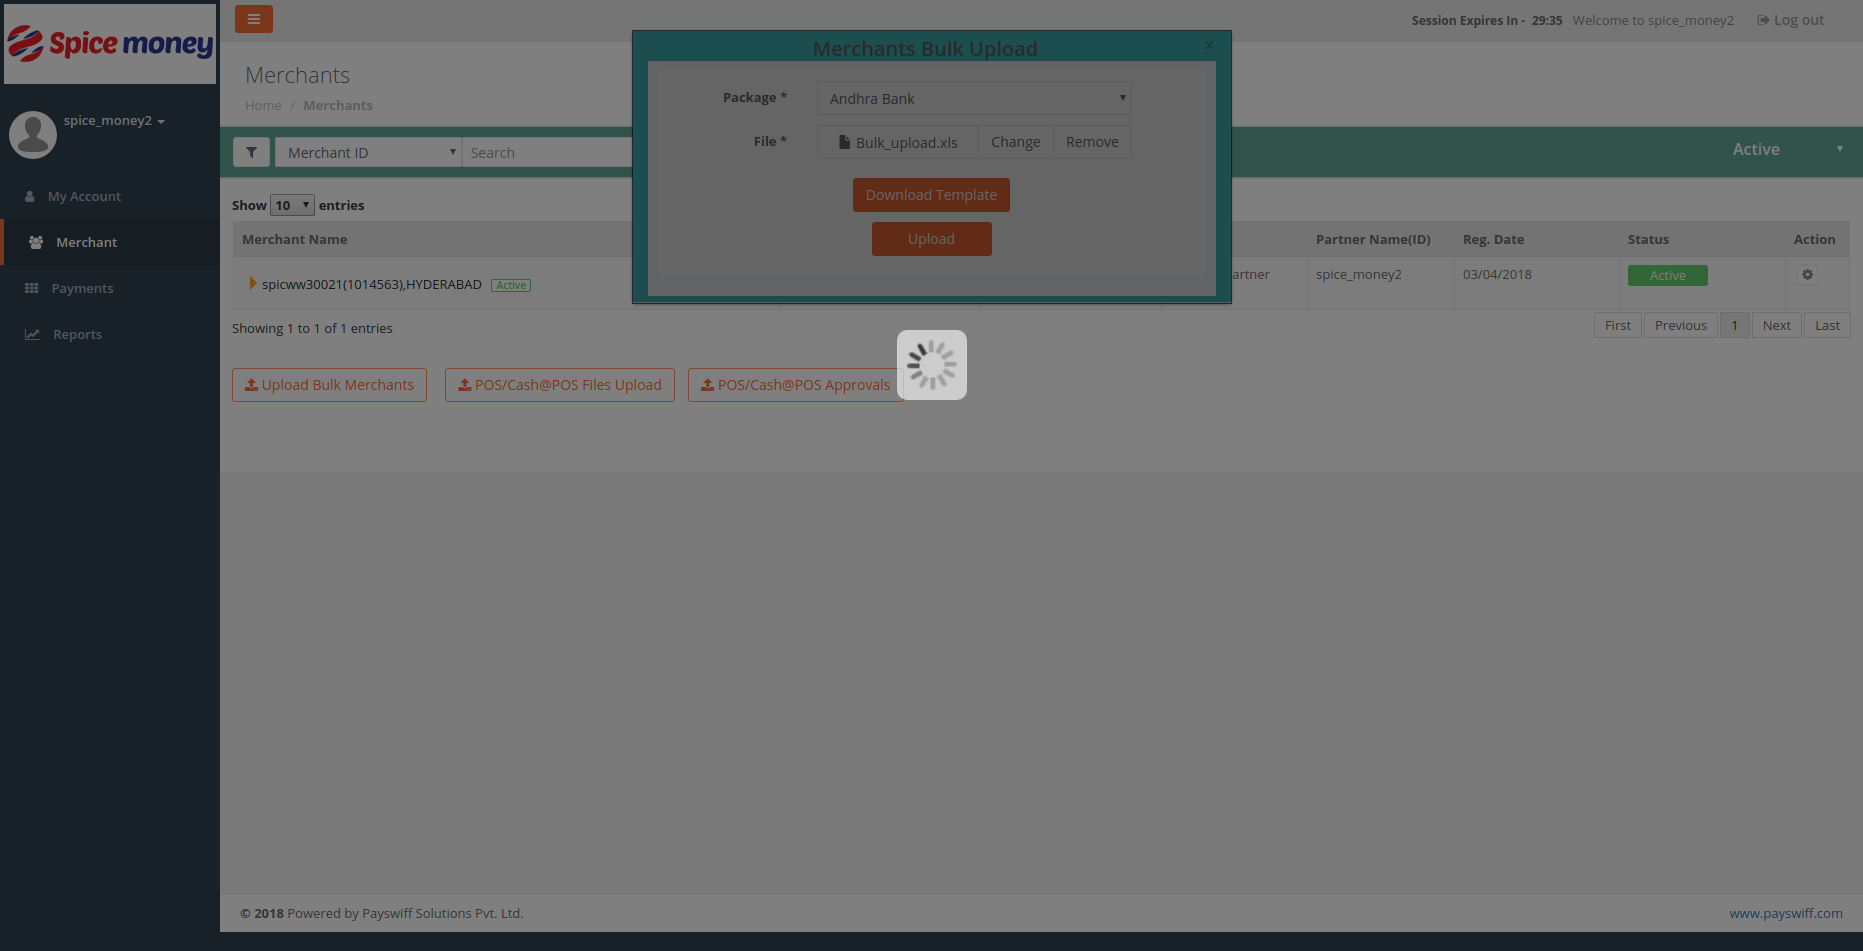 Spice money
Session Expires In - 29:35 Welcome to spice_money2 Log out
Merchants Bulk Upload ×
Merchants
Home / Merchants
Package * Andhra Bank
File * Bulk_upload.xls Change Remove
Download Template
Upload
spice_money2
My Account
Merchant
Payments
Reports
Merchant ID Search Active
Show 10 entries
Merchant Name Partner Name(ID) Reg. Date Status Action
spicww30021(1014563),HYDERABAD Active artner spice_money2 03/04/2018 Active
Showing 1 to 1 of 1 entries First Previous 1 Next Last
Upload Bulk Merchants POS/Cash@POS Files Upload POS/Cash@POS Approvals
© 2018 Powered by Payswiff Solutions Pvt. Ltd. www.payswiff.com